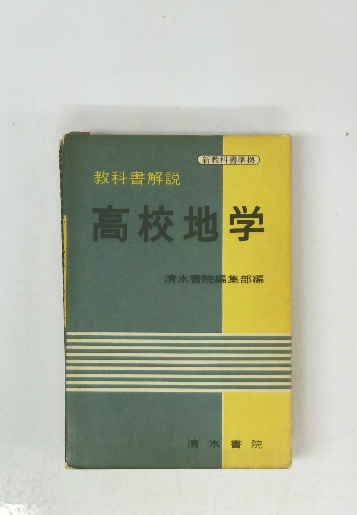 新教科書準拠
教科書解説
高校地学
清水書院編集部編
清水書院